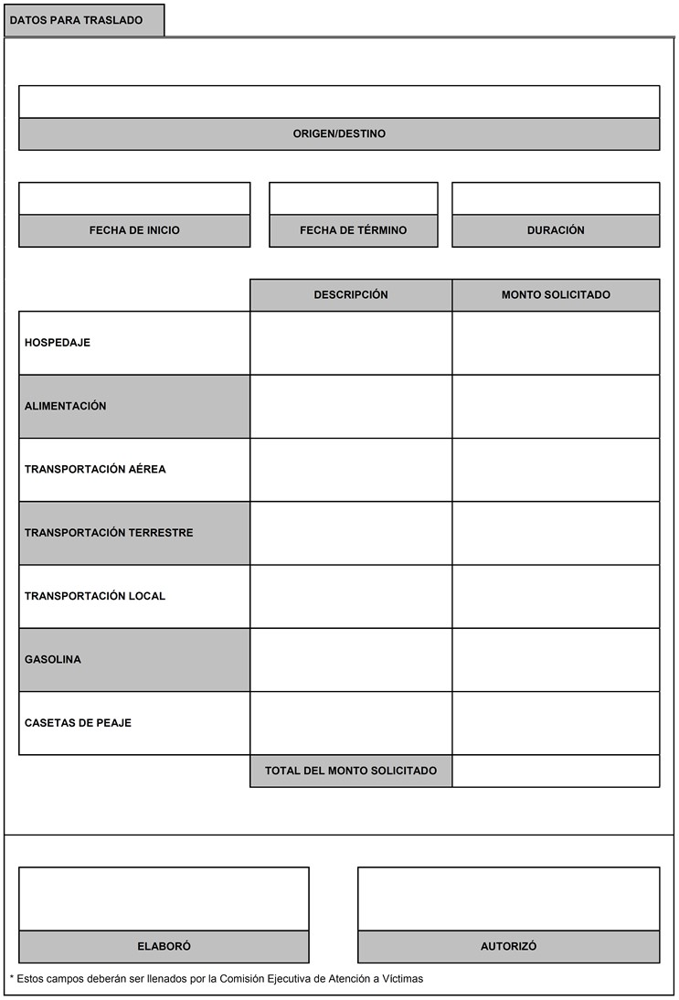 DATOS PARA TRASLADO
ORIGEN/DESTINO
FECHA DE INICIO
FECHA DE TÉRMINO
DURACIÓN
DESCRIPCIÓN
MONTO SOLICITADO
HOSPEDAJE
ALIMENTACIÓN
TRANSPORTACIÓN AÉREA
TRANSPORTACIÓN TERRESTRE
TRANSPORTACIÓN LOCAL
GASOLINA
CASETAS DE PEAJE
TOTAL DEL MONTO SOLICITADO
ELABORÓ
AUTORIZÓ
* Estos campos deberán ser llenados por la Comisión Ejecutiva de Atención a Víctimas